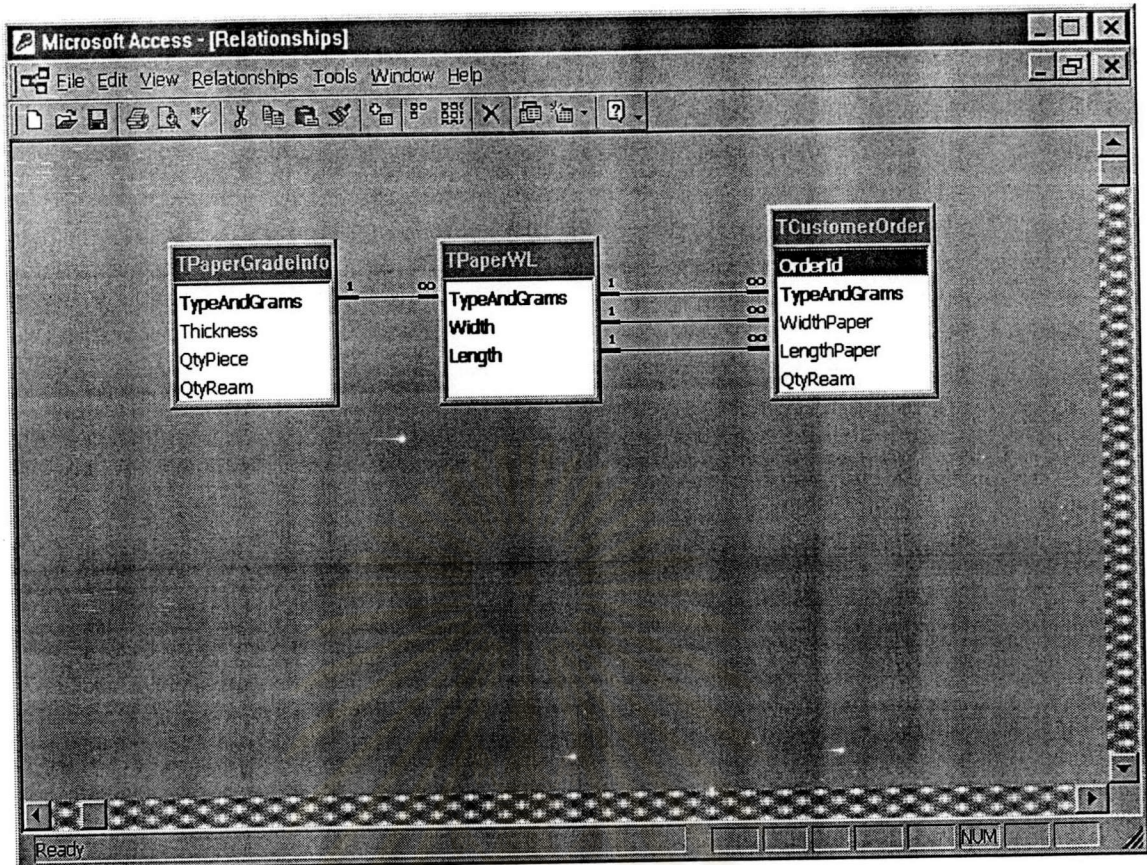 Microsoft Access - [Relationships]
File Edit View Relationships Tools Window Help
TPaperGradeInfo
TypeAndGrams
Thickness
QtyPiece
QtyReam
1 ∞
TPaperWL
TypeAndGrams
Width
Length
1 ∞
1 ∞
1 ∞
TCustomerOrder
OrderId
TypeAndGrams
WidthPaper
LengthPaper
QtyReam
Ready
NUM